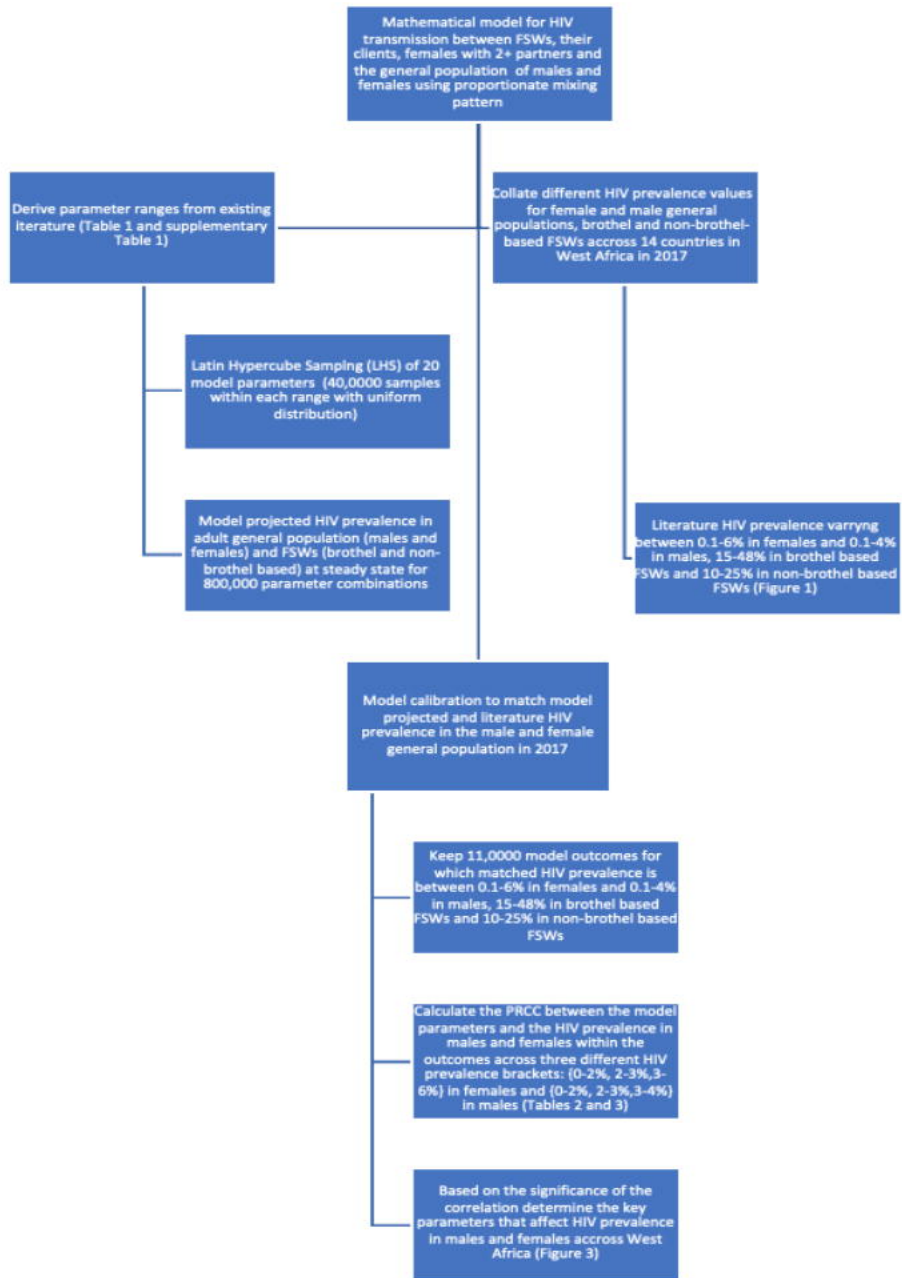 Mathematical model for HIV
transmission between FSWs, their
clients, females with 2+ partners and
the general population of males and
females using proportionate mixing
pattern
Derive parameter ranges from existing
iterature (Table 1 and supplementary
Table 1)
Collate different HIV prevalence values
for female and male general
populations, brothel and non-brothel-
based FSWs accross 14 countries in
West Africa in 2017
Latin Hypercube Sampling (LHS) of 20
model parameters (40,0000 samples
within each range with uniform
distribution)
Model projected HIV prevalence in
adult general population (males and
females) and FSWs (brothel and non-
brothel based) at steady state for
800,000 parameter combinations
Literature HIV prevalence varryng
between 0.1-6% in females and 0.1-4%
in males, 15-48% in brothel based
FSWs and 10-25% in non-brothel based
FSWs (Figure 1)
Model calibration to match model
projected and literature HIV
prevalence in the male and female
general population in 2017
Keep 11,0000 model outcomes for
which matched HIV prevalence is
between 0.1-6% in females and 0.1-4%
in males, 15-48% in brothel based
FSWs and 10-25% in non-brothel based
FSWs
Calculate the PRCC between the model
parameters and the HIV prevalence in
males and females within the
outcomes across three different HIV
prevalence brackets: {0-2%, 2-3%,3-
6%} in females and {0-2%, 2-3%,3-4%}
in males (Tables 2 and 3)
Based on the significance of the
correlation determine the key
parameters that affect HIV prevalence
in males and females accross West
Africa (Figure 3)